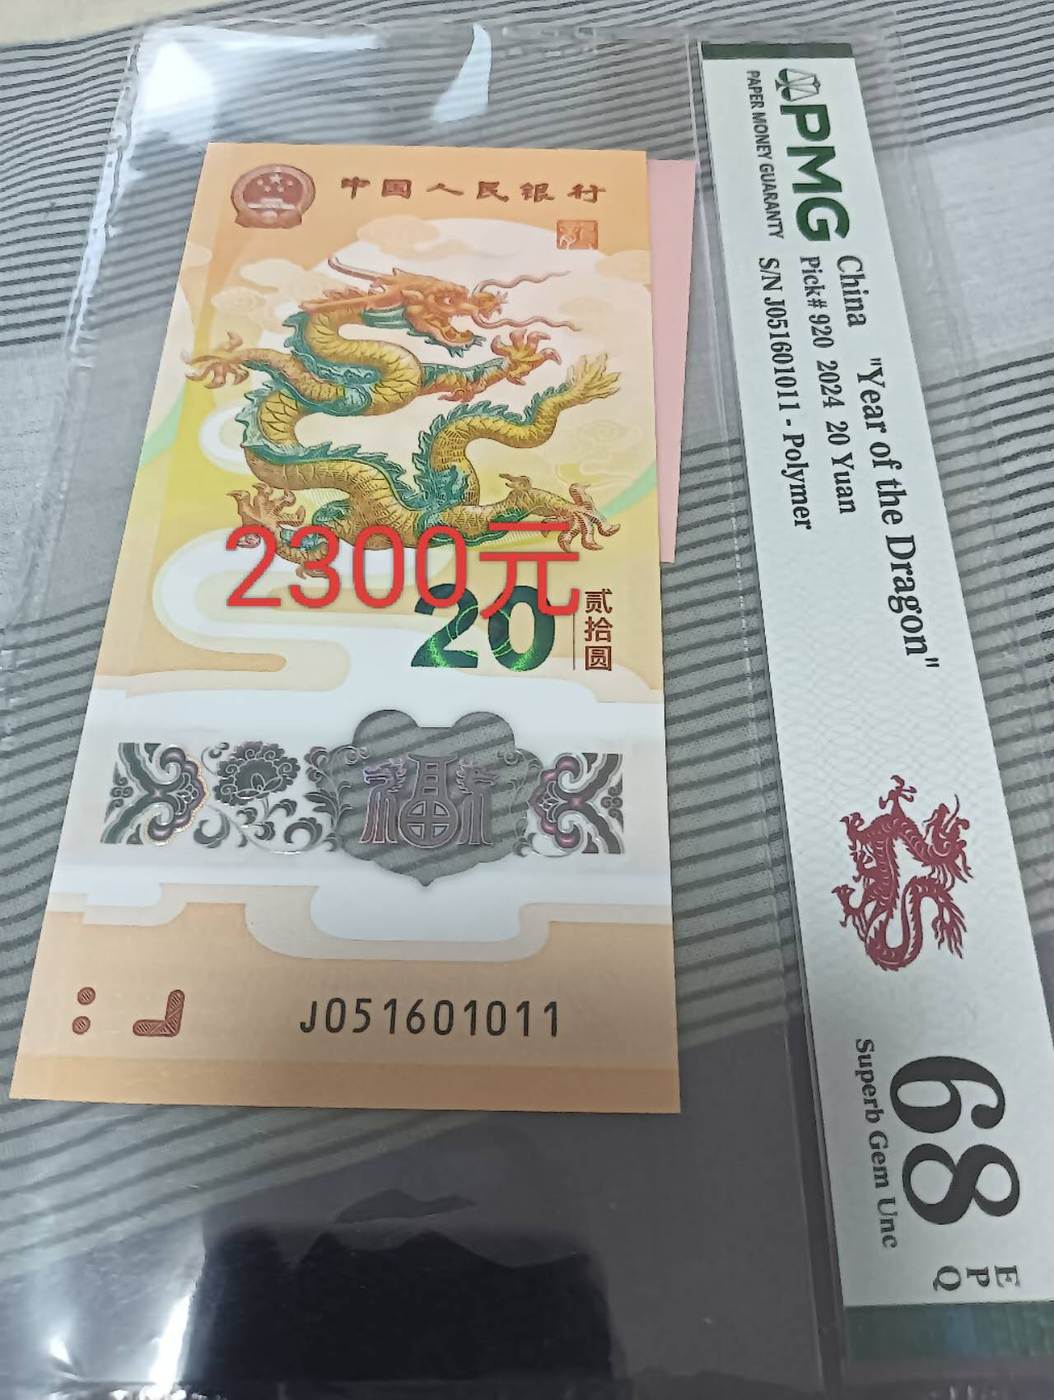 中国人民银行
2300元
20
贰拾圆
福
J051601011
PMG
PAPER MONEY GUARANTY
China "Year of the Dragon"
Pick# 920 2024 20 Yuan
S/N J051601011 - Polymer
68
EPQ
Superb Gem Unc